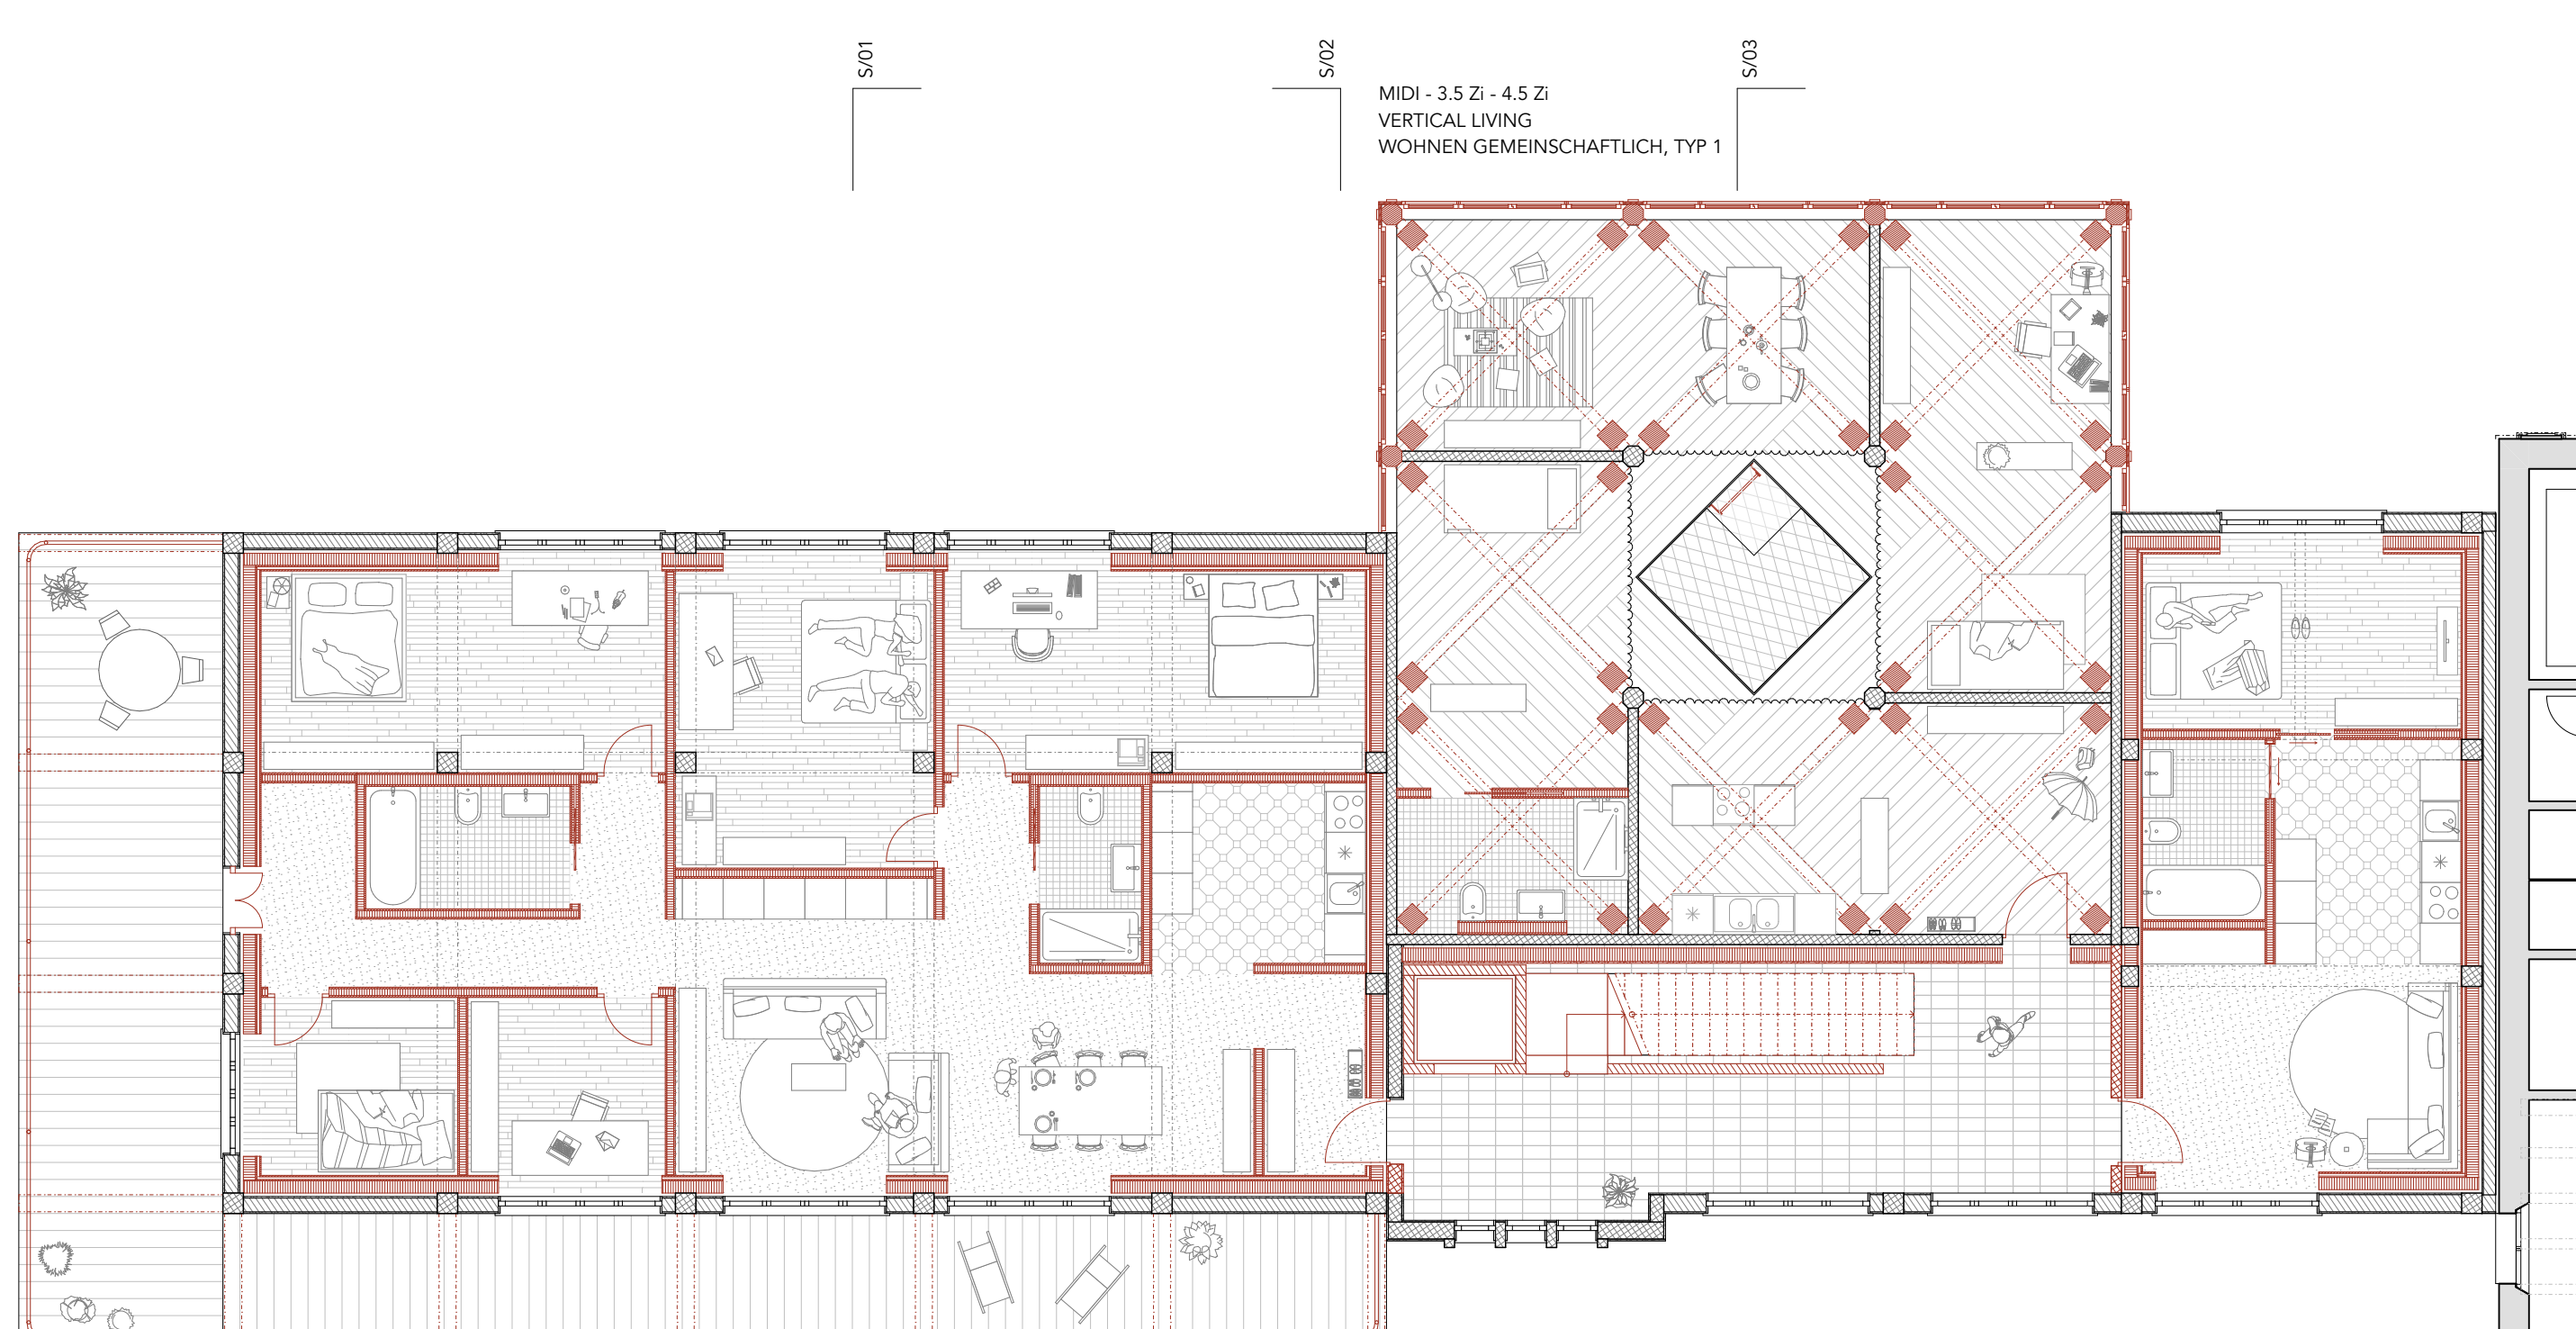 S/01
S/02
S/03
MIDI - 3.5 Zi - 4.5 Zi
VERTICAL LIVING
WOHNEN GEMEINSCHAFTLICH, TYP 1